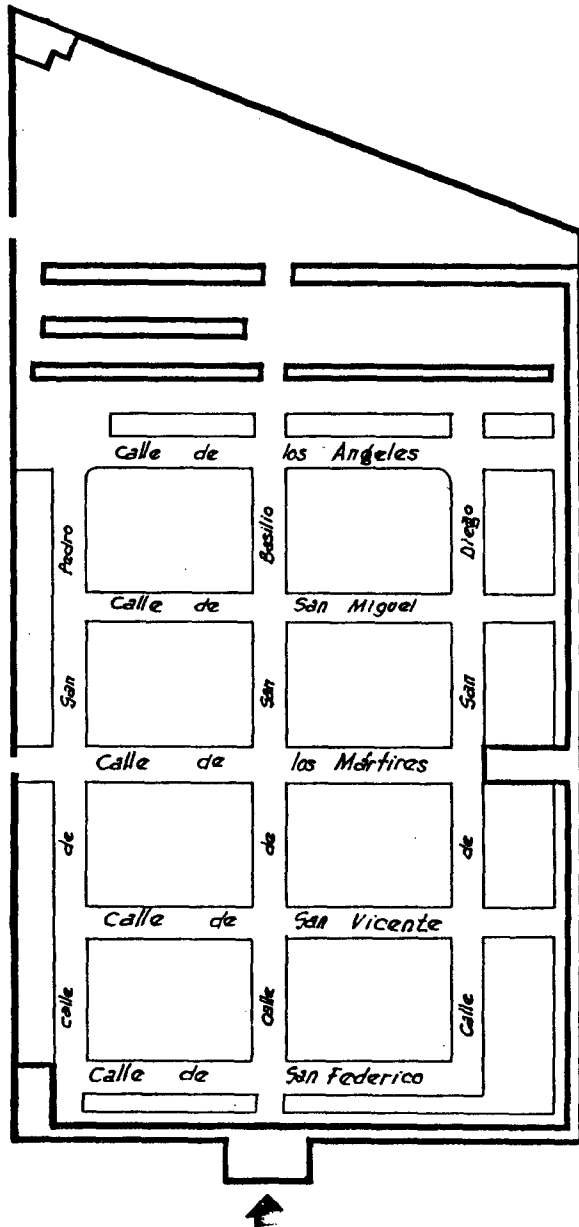 Calle de los Angeles
Calle de San Miguel
Calle de los Mártires
Calle de San Vicente
Calle de San Federico
calle de San Pedro
Calle de San Basilio
Calle de San Diego